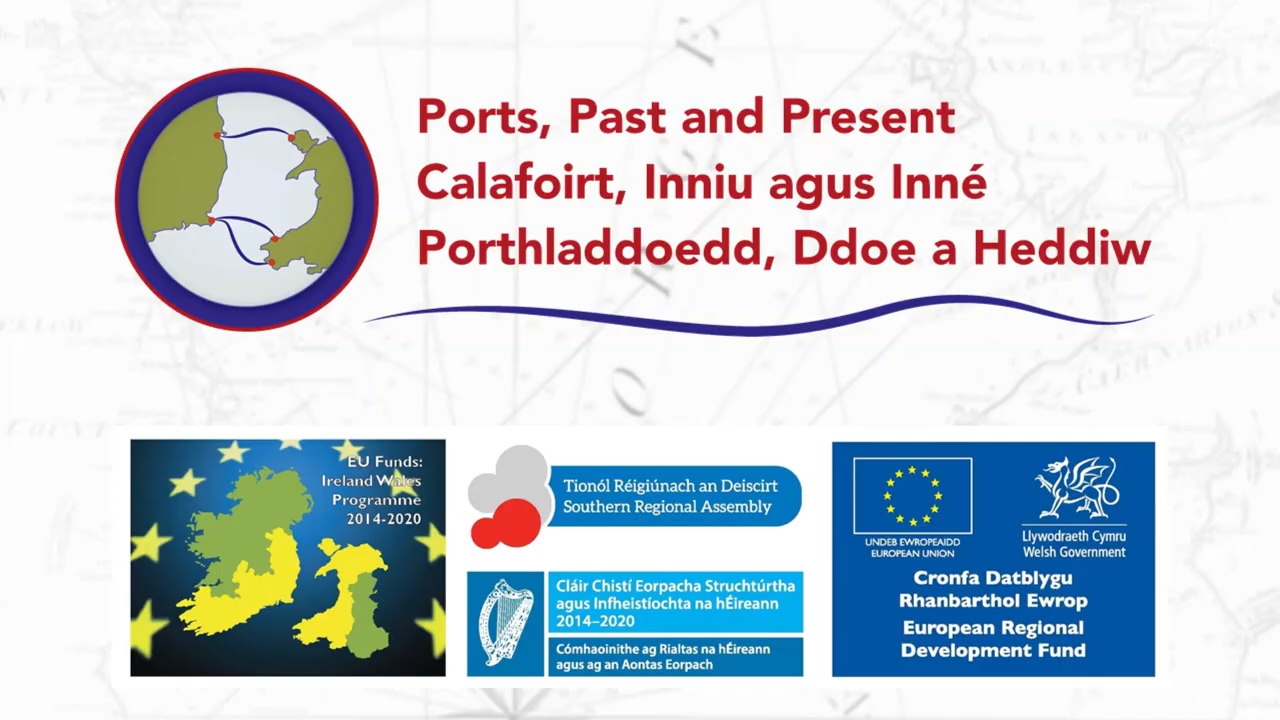 Ports, Past and Present
Calafoirt, Inniu agus Inné
Porthladdoedd, Ddoe a Heddiw
EU Funds:
Ireland Wales
Programme
2014-2020
Tionól Réigiúnach an Deiscirt
Southern Regional Assembly
Cláir Chistí Eorpacha Struchtúrtha
agus Infheistíochta na hÉireann
2014–2020
Cómhaoinithe ag Rialtas na hÉireann
agus ag an Aontas Eorpach
UNDEB EWROPEAIDD
EUROPEAN UNION
Llywodraeth Cymru
Welsh Government
Cronfa Datblygu
Rhanbarthol Ewrop
European Regional
Development Fund